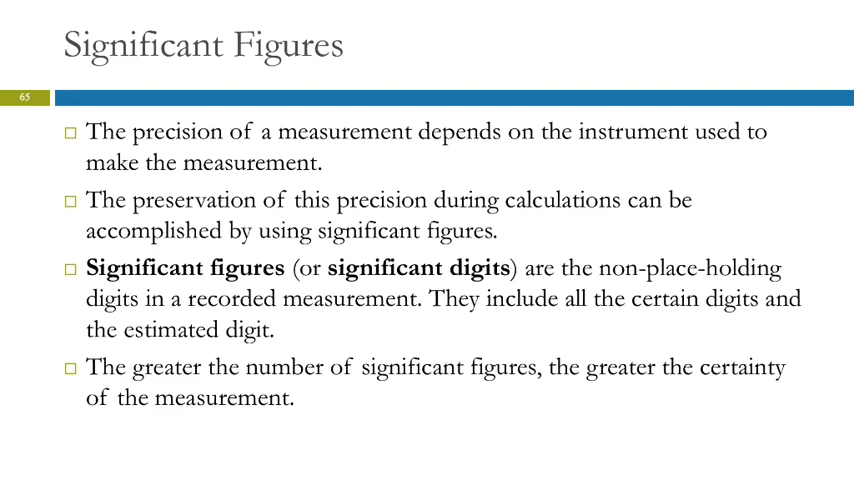 Significant Figures
65
The precision of a measurement depends on the instrument used to
make the measurement.
The preservation of this precision during calculations can be
accomplished by using significant figures.
Significant figures (or significant digits) are the non-place-holding
digits in a recorded measurement. They include all the certain digits and
the estimated digit.
The greater the number of significant figures, the greater the certainty
of the measurement.